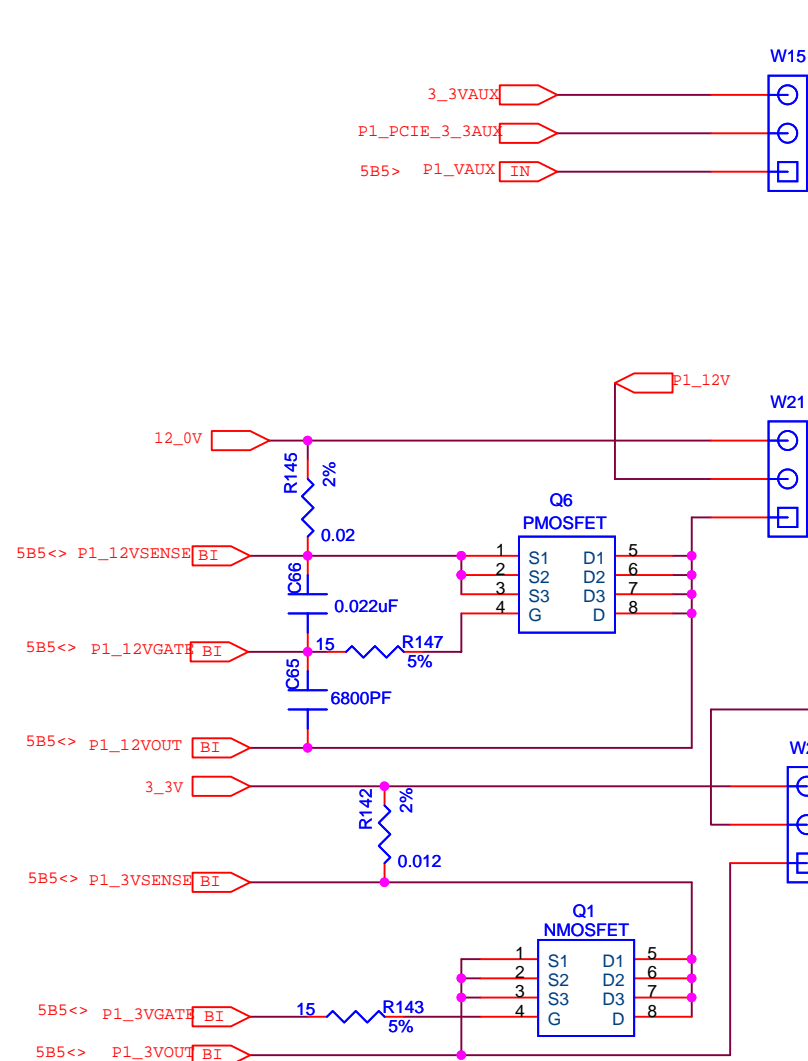 W15
3_3VAUX
P1_PCIE_3_3AUX
5B5> P1_VAUX IN
P1_12V
W21
12_0V
R145
2%
0.02
Q6
PMOSFET
5B5<> P1_12VSENSE BI
1 S1 D1 5
2 S2 D2 6
3 S3 D3 7
4 G D 8
C66
0.022uF
5B5<> P1_12VGATE BI
15 R147
5%
C65
6800PF
5B5<> P1_12VOUT BI
3_3V
R142
2%
0.012
5B5<> P1_3VSENSE BI
Q1
NMOSFET
1 S1 D1 5
2 S2 D2 6
3 S3 D3 7
4 G D 8
5B5<> P1_3VGATE BI
15 R143
5%
5B5<> P1_3VOUT BI